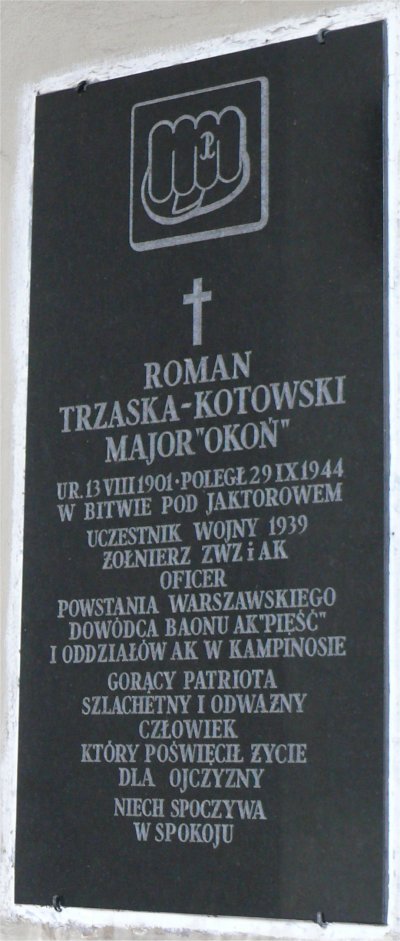 ROMAN
TRZASKA-KOTOWSKI
MAJOR "OKOŃ"
UR. 13 VIII 1901 · POLEGŁ 29 IX 1944
W BITWIE POD JAKTOROWEM
UCZESTNIK WOJNY 1939
ŻOŁNIERZ ZWZ i AK
OFICER
POWSTANIA WARSZAWSKIEGO
DOWÓDCA BAONU AK "PIĘŚĆ"
I ODDZIAŁÓW AK W KAMPINOSIE
GORĄCY PATRIOTA
SZLACHETNY I ODWAŻNY
CZŁOWIEK
KTÓRY POŚWIĘCIŁ ŻYCIE
DLA OJCZYZNY
NIECH SPOCZYWA
W SPOKOJU